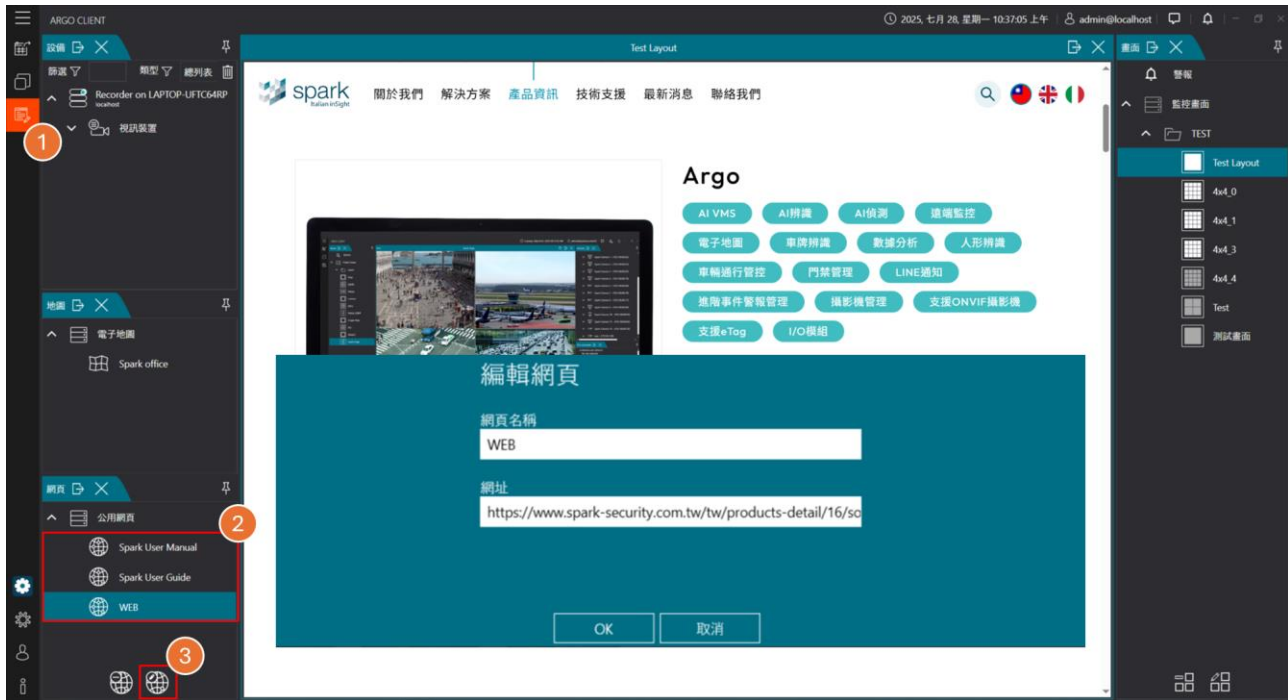 ARGO CLIENT
2025, 七月 28, 星期一 10:37:05 上午
admin@localhost
設備
篩選
類型
總列表
Recorder on LAPTOP-UFTC64RP
localhost
視訊裝置
1
地圖
電子地圖
Spark office
網頁
公用網頁
2
Spark User Manual
Spark User Guide
WEB
3
Test Layout
spark
Italian inSight
關於我們
解決方案
產品資訊
技術支援
最新消息
聯絡我們
Argo
AI VMS
AI辨識
AI偵測
遠端監控
電子地圖
車牌辨識
數據分析
人形辨識
車輛通行管控
門禁管理
LINE通知
進階事件警報管理
攝影機管理
支援ONVIF攝影機
支援eTag
I/O模組
編輯網頁
網頁名稱
WEB
網址
https://www.spark-security.com.tw/tw/products-detail/16/so
OK
取消
畫面
警報
監控畫面
TEST
Test Layout
4x4_0
4x4_1
4x4_3
4x4_4
Test
測試畫面